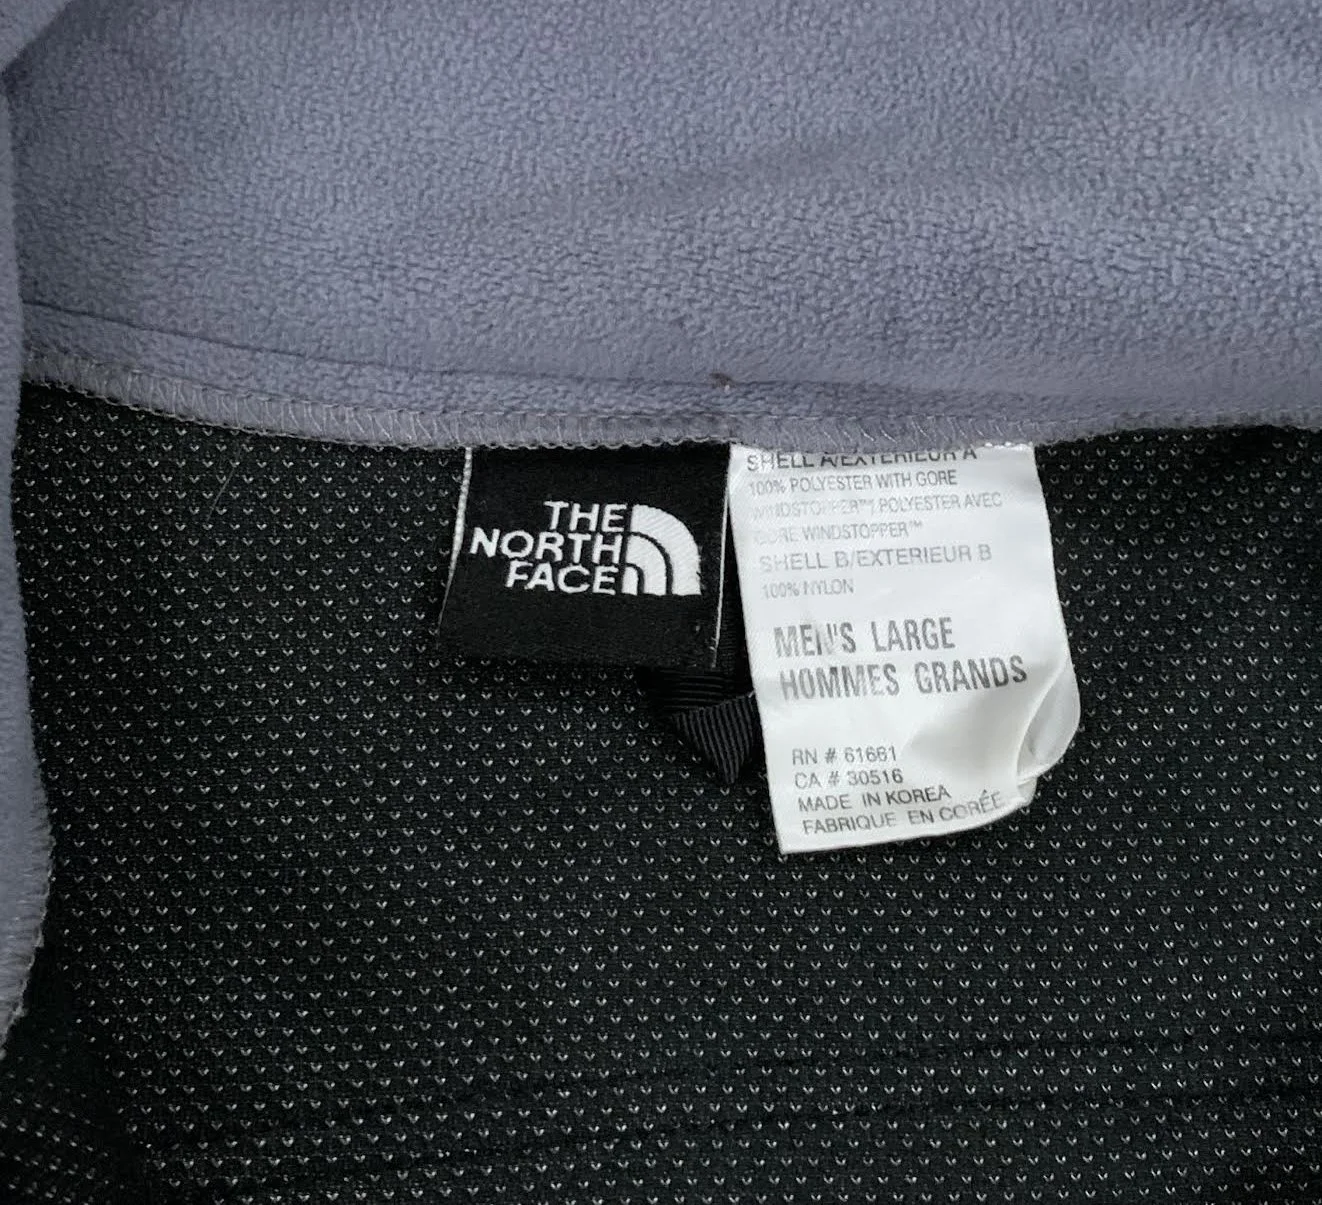 THE
NORTH
FACE
SHELL A/EXTERIEUR A
100% POLYESTER WITH GORE
WINDSTOPPER™/ POLYESTER AVEC
GORE WINDSTOPPER™
SHELL B/EXTERIEUR B
100% NYLON
MEN'S LARGE
HOMMES GRANDS
RN # 61661
CA # 30516
MADE IN KOREA
FABRIQUE EN CORÉE